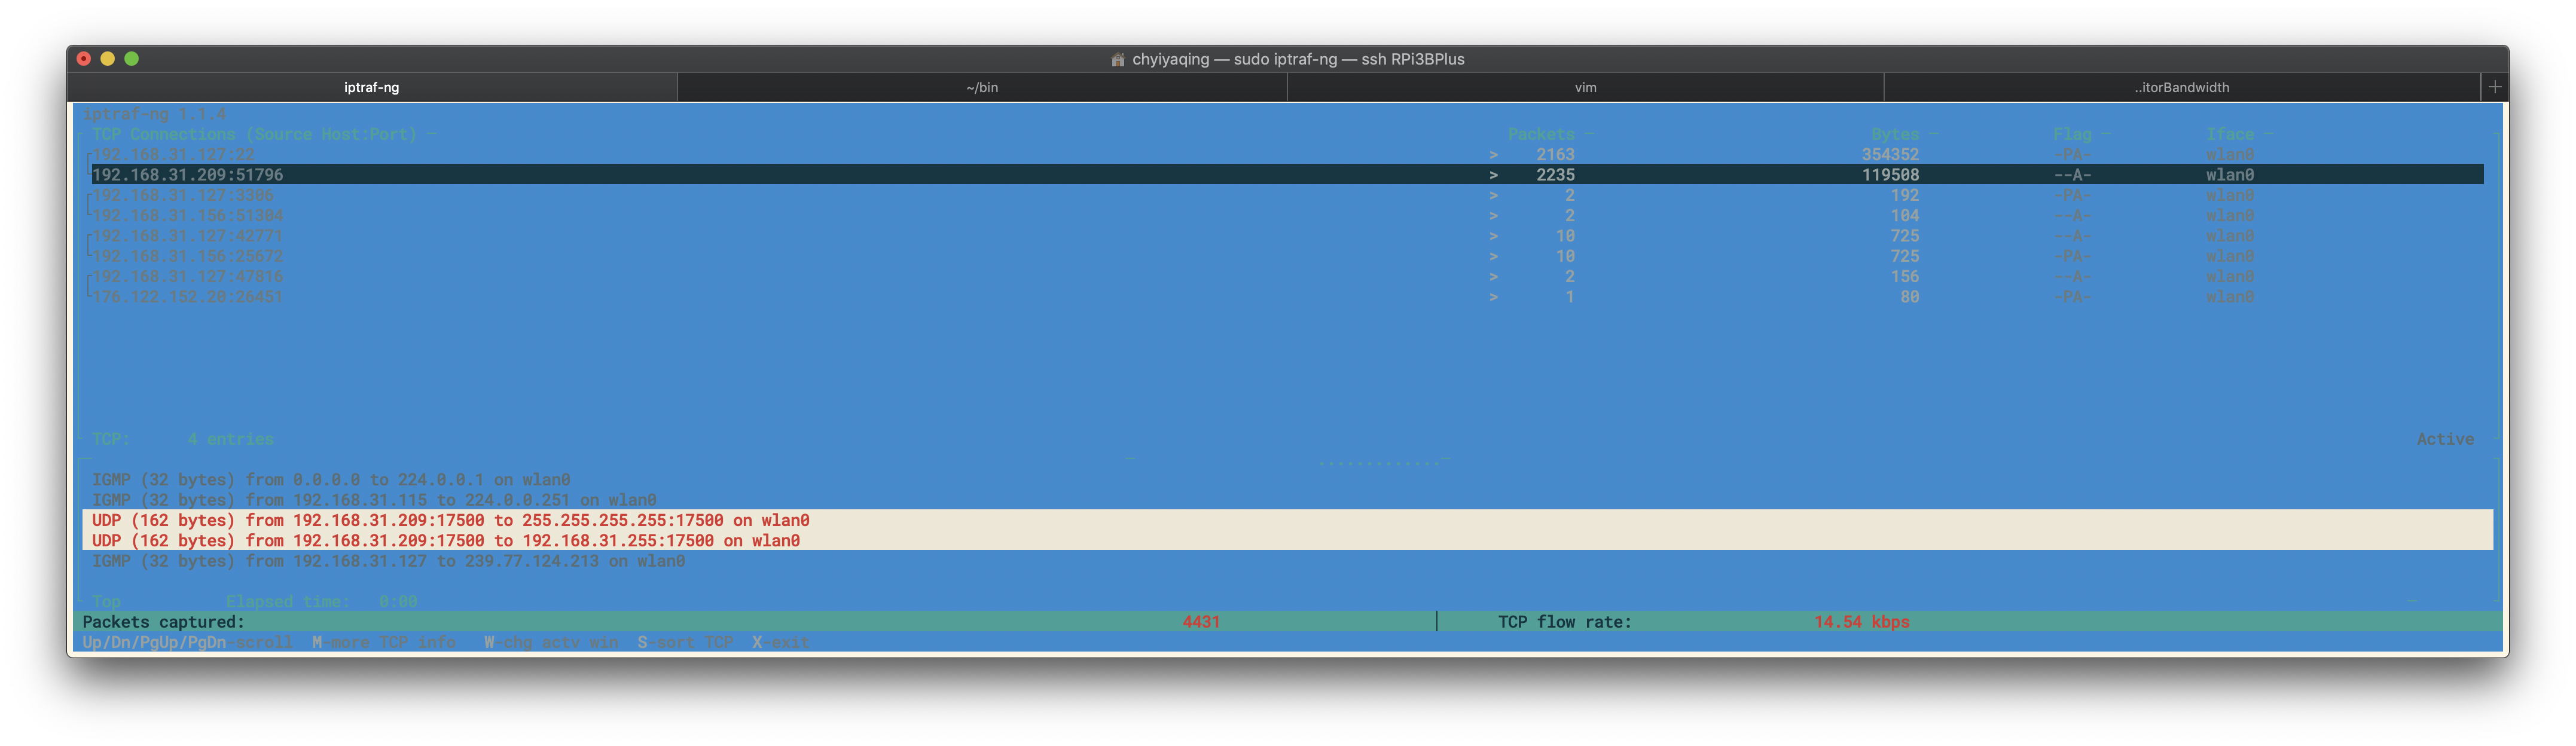 chyiyaqing — sudo iptraf-ng — ssh RPi3BPlus
iptraf-ng ~/bin vim ..itorBandwidth +
iptraf-ng 1.1.4
TCP Connections (Source Host:Port) Packets Bytes Flag Iface
192.168.31.127:22 > 2163 354352 -PA- wlan0
192.168.31.209:51796 > 2235 119508 --A- wlan0
192.168.31.127:3306 > 2 192 -PA- wlan0
192.168.31.156:51304 > 2 104 --A- wlan0
192.168.31.127:42771 > 10 725 --A- wlan0
192.168.31.156:25672 > 10 725 -PA- wlan0
192.168.31.127:47816 > 2 156 --A- wlan0
176.122.152.20:26451 > 1 80 -PA- wlan0
TCP: 4 entries Active
IGMP (32 bytes) from 0.0.0.0 to 224.0.0.1 on wlan0
IGMP (32 bytes) from 192.168.31.115 to 224.0.0.251 on wlan0
UDP (162 bytes) from 192.168.31.209:17500 to 255.255.255.255:17500 on wlan0
UDP (162 bytes) from 192.168.31.209:17500 to 192.168.31.255:17500 on wlan0
IGMP (32 bytes) from 192.168.31.127 to 239.77.124.213 on wlan0
Top Elapsed time: 0:00
Packets captured: 4431 TCP flow rate: 14.54 kbps
Up/Dn/PgUp/PgDn-scroll M-more TCP info W-chg actv win S-sort TCP X-exit